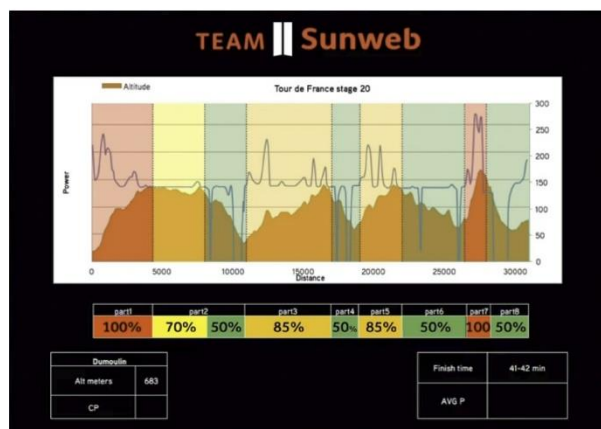 TEAM Sunweb
Altitude
Tour de France stage 20
300
250
200
150
100
50
0
Power
0 5000 10000 15000 20000 25000 30000
Distance
part1 part2 part3 part4 part5 part6 part7 part8
100% 70% 50% 85% 50% 85% 50% 100 50%
Dumoulin
Alt meters 683
CP
Finish time 41-42 min
AVG P